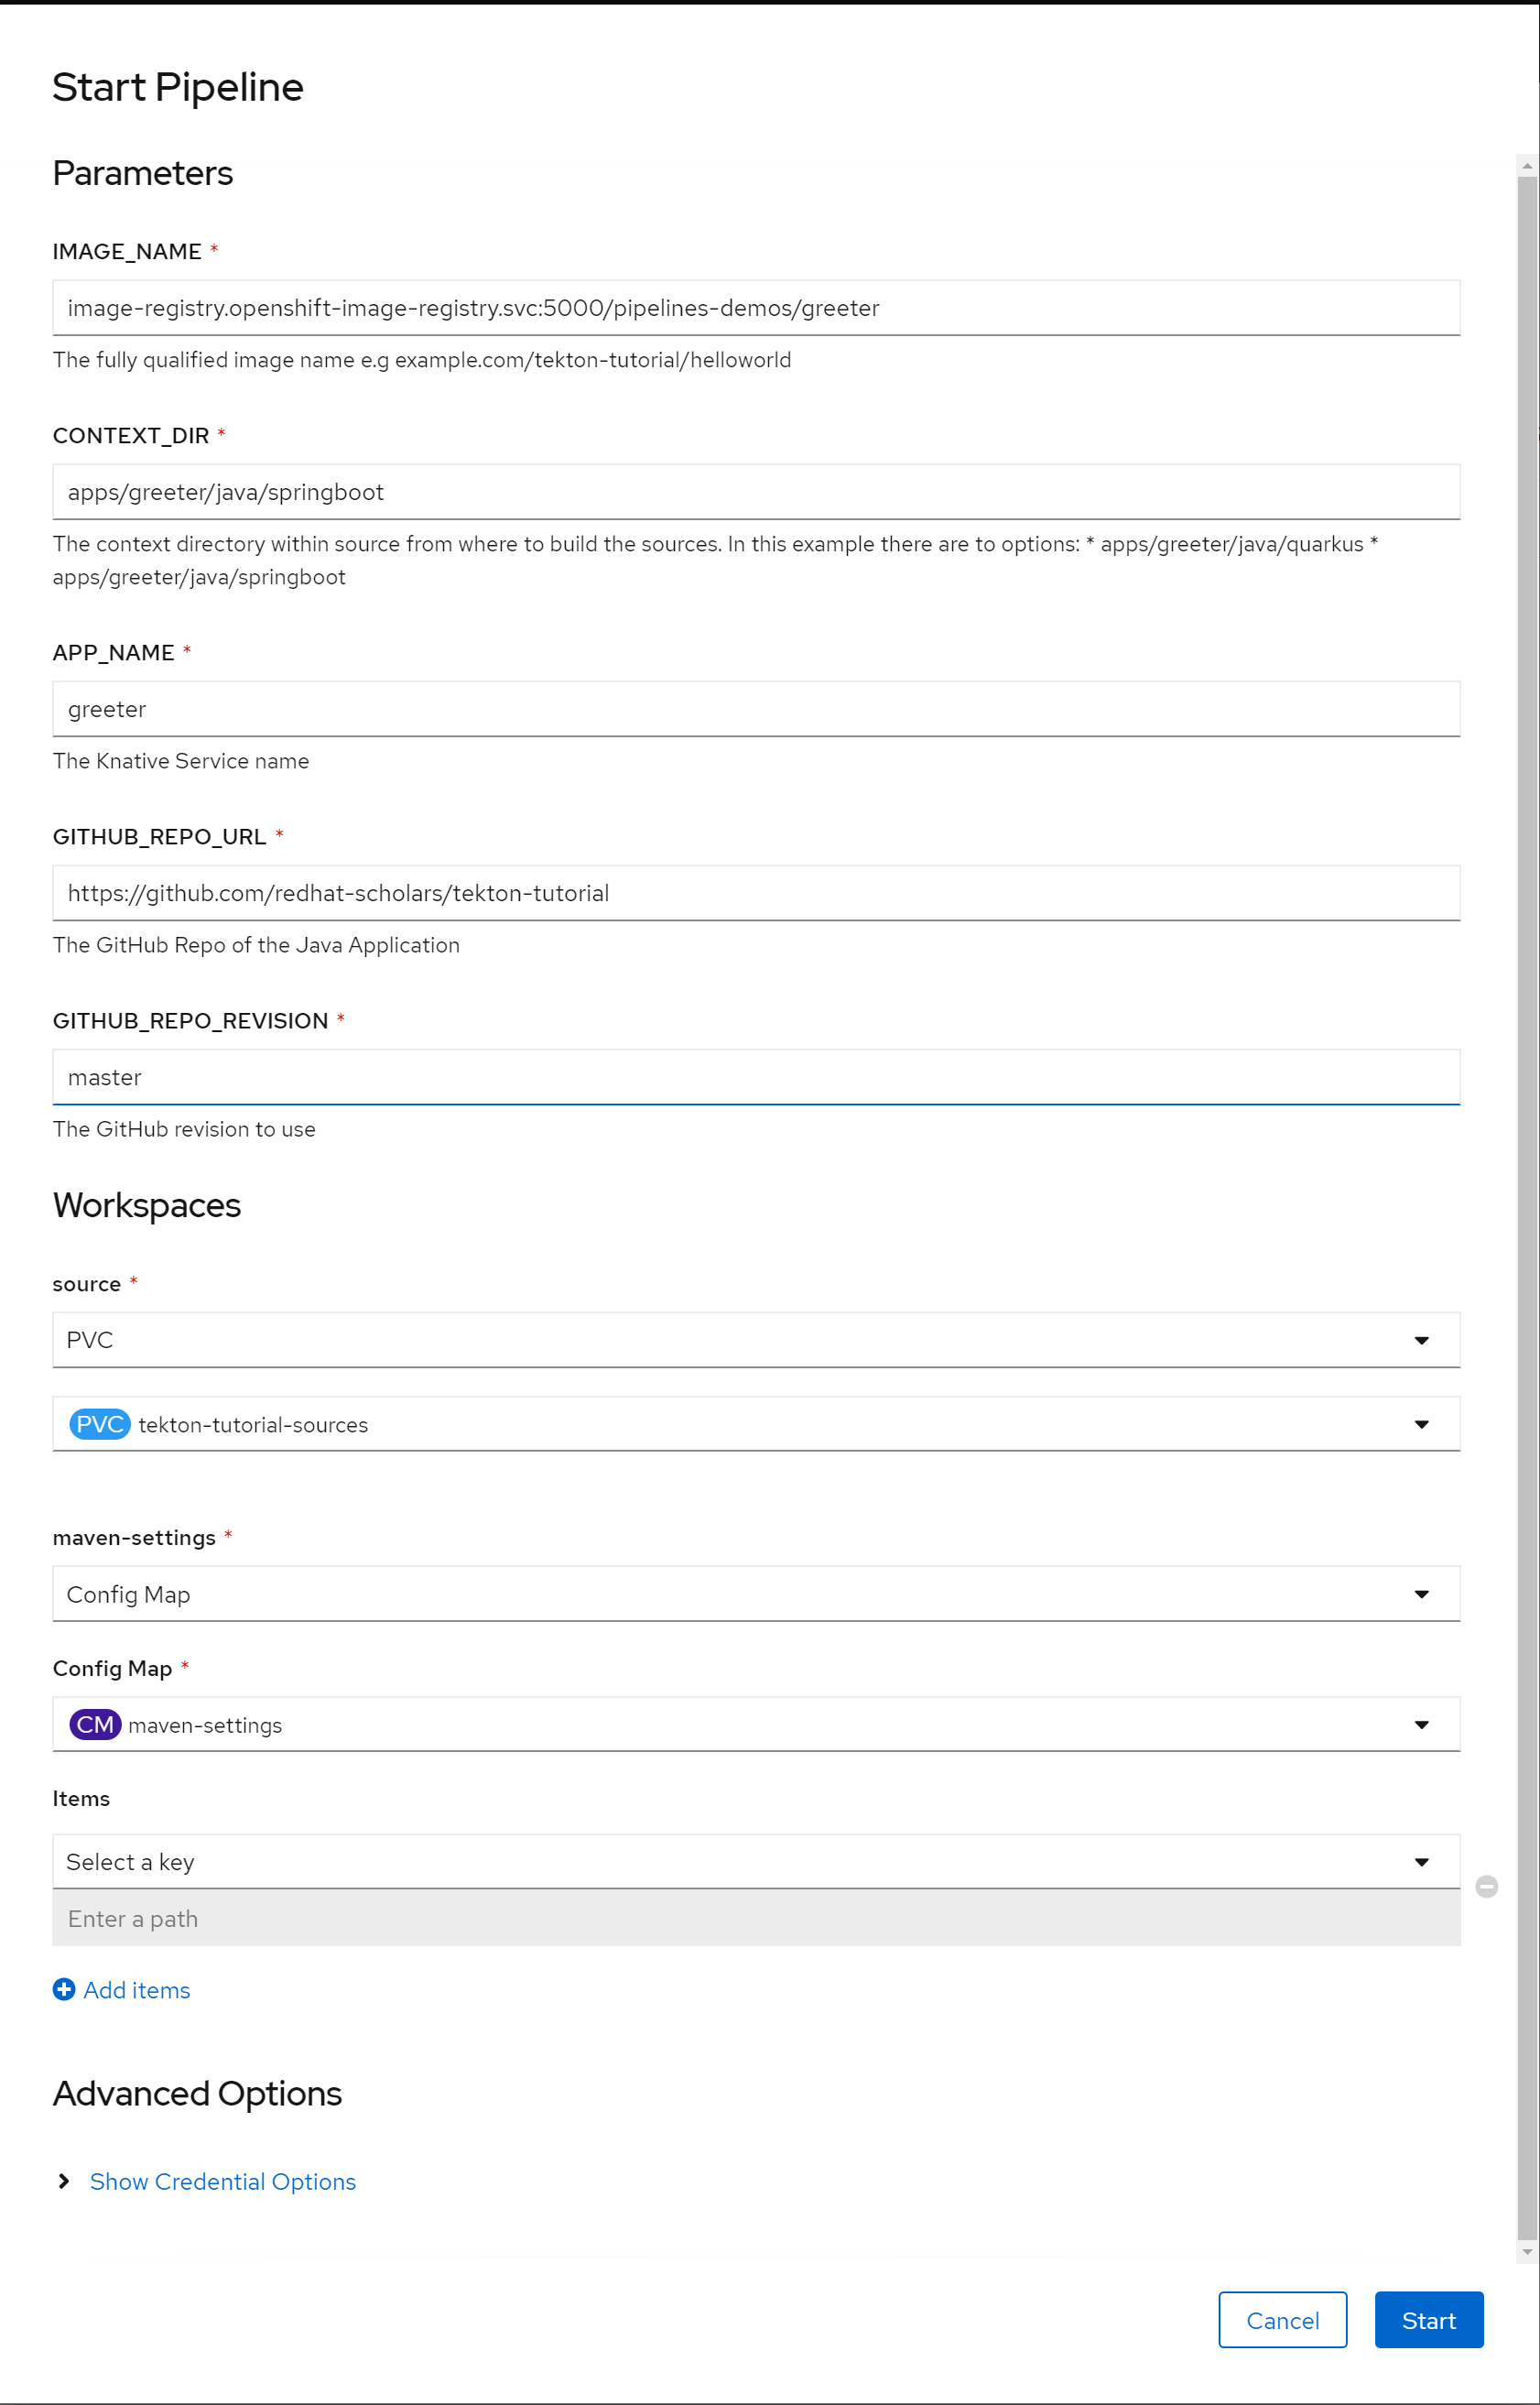 Start Pipeline
Parameters
IMAGE_NAME *
image-registry.openshift-image-registry.svc:5000/pipelines-demos/greeter
The fully qualified image name e.g example.com/tekton-tutorial/helloworld
CONTEXT_DIR *
apps/greeter/java/springboot
The context directory within source from where to build the sources. In this example there are to options: * apps/greeter/java/quarkus *
apps/greeter/java/springboot
APP_NAME *
greeter
The Knative Service name
GITHUB_REPO_URL *
https://github.com/redhat-scholars/tekton-tutorial
The GitHub Repo of the Java Application
GITHUB_REPO_REVISION *
master
The GitHub revision to use
Workspaces
source *
PVC
PVC tekton-tutorial-sources
maven-settings *
Config Map
Config Map *
CM maven-settings
Items
Select a key
Enter a path
Add items
Advanced Options
Show Credential Options
Cancel Start